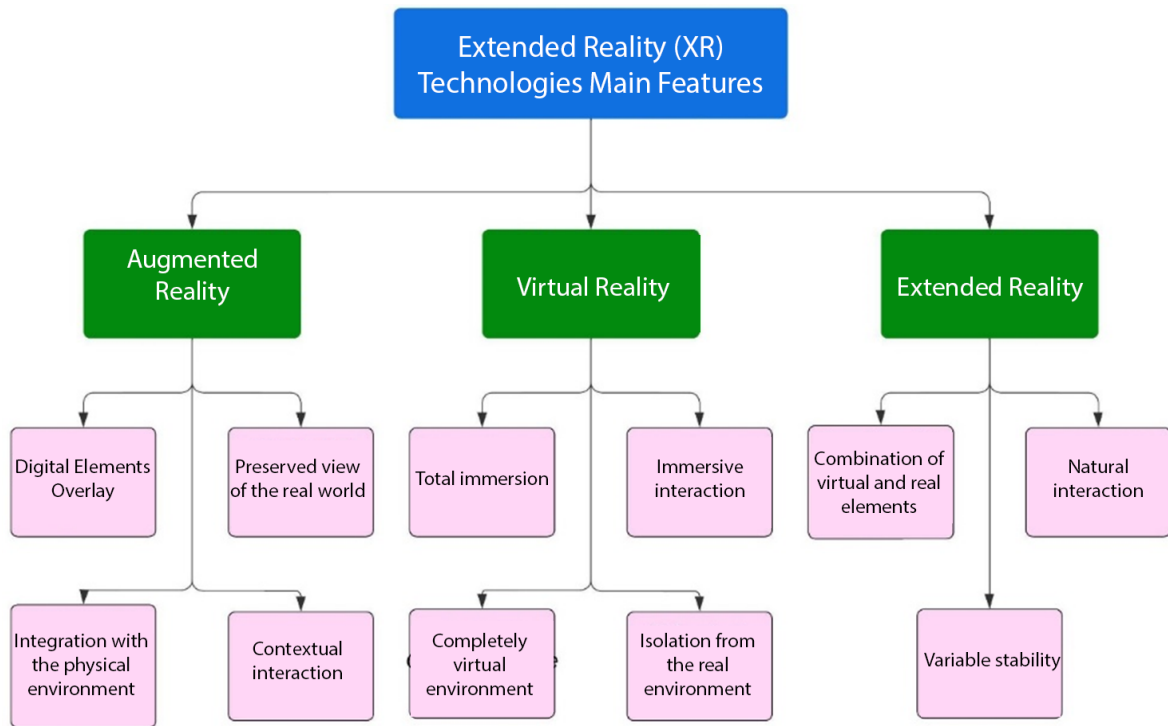 Extended Reality (XR)
Technologies Main Features
Augmented
Reality
Virtual Reality
Extended Reality
Digital Elements
Overlay
Preserved view
of the real world
Total immersion
Immersive
interaction
Combination of
virtual and real
elements
Natural
interaction
Integration with
the physical
environment
Contextual
interaction
Completely
virtual
environment
Isolation from
the real
environment
Variable stability